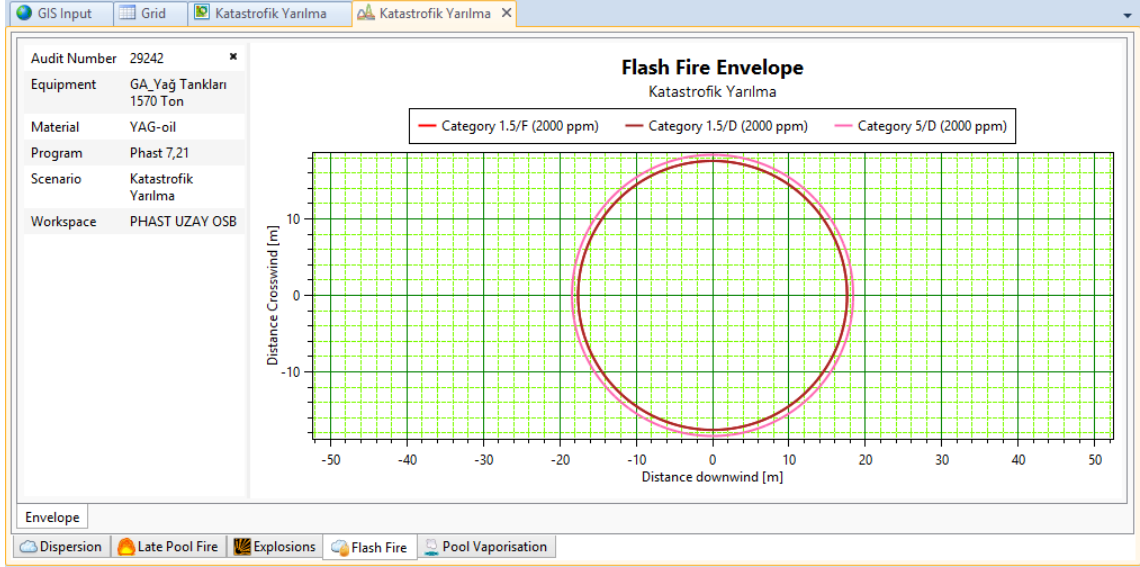 GIS Input Grid Katastrofik Yarılma Katastrofik Yarılma
Audit Number 29242
Equipment GA_Yağ Tankları
1570 Ton
Material YAG-oil
Program Phast 7,21
Scenario Katastrofik
Yarılma
Workspace PHAST UZAY OSB
Flash Fire Envelope
Katastrofik Yarılma
Category 1.5/F (2000 ppm) Category 1.5/D (2000 ppm) Category 5/D (2000 ppm)
Distance Crosswind [m]
10
0
-10
-50 -40 -30 -20 -10 0 10 20 30 40 50
Distance downwind [m]
Envelope
Dispersion Late Pool Fire Explosions Flash Fire Pool Vaporisation